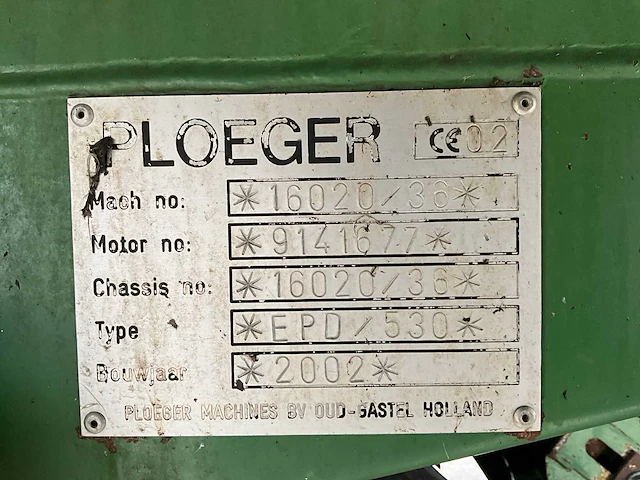 PLOEGER CE 02
Mach no: *16020/36*
Motor no: *9141677*
Chassis no: *16020/36*
Type *EPD/530*
Bouwjaar *2002*
PLOEGER MACHINES BV OUD-GASTEL HOLLAND